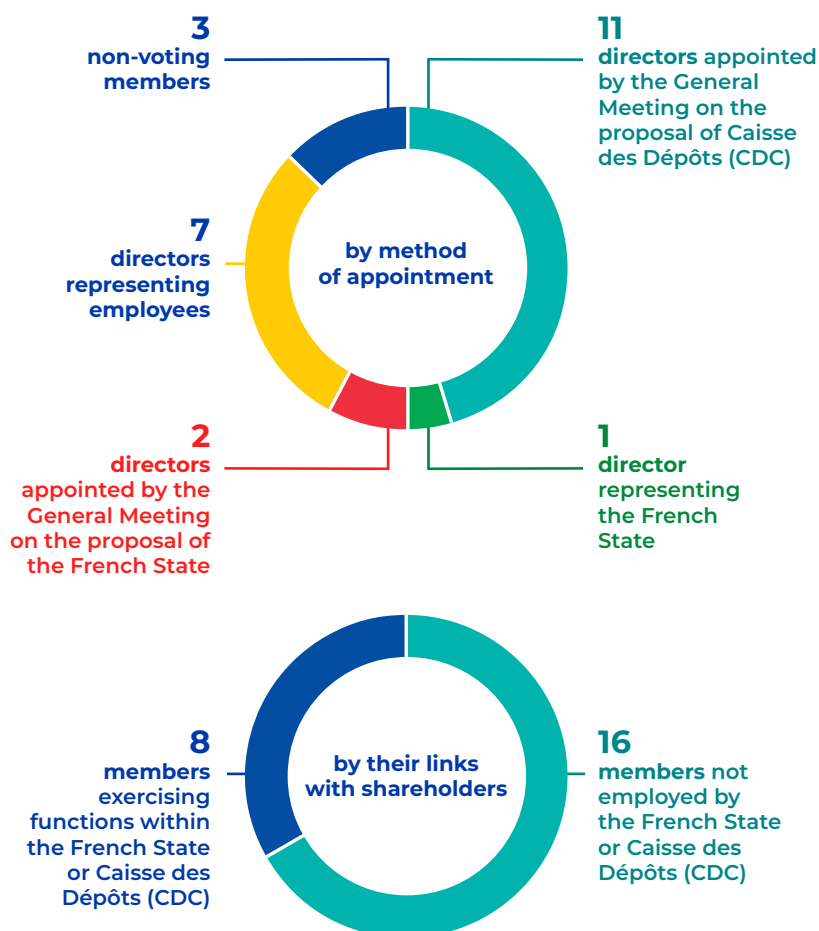 3
non-voting
members
11
directors appointed
by the General
Meeting on the
proposal of Caisse
des Dépôts (CDC)
7
directors
representing
employees
by method
of appointment
2
directors
appointed by the
General Meeting
on the proposal of
the French State
1
director
representing
the French
State
8
members
exercising
functions within
the French State
or Caisse des
Dépôts (CDC)
by their links
with shareholders
16
members not
employed by
the French State
or Caisse des
Dépôts (CDC)